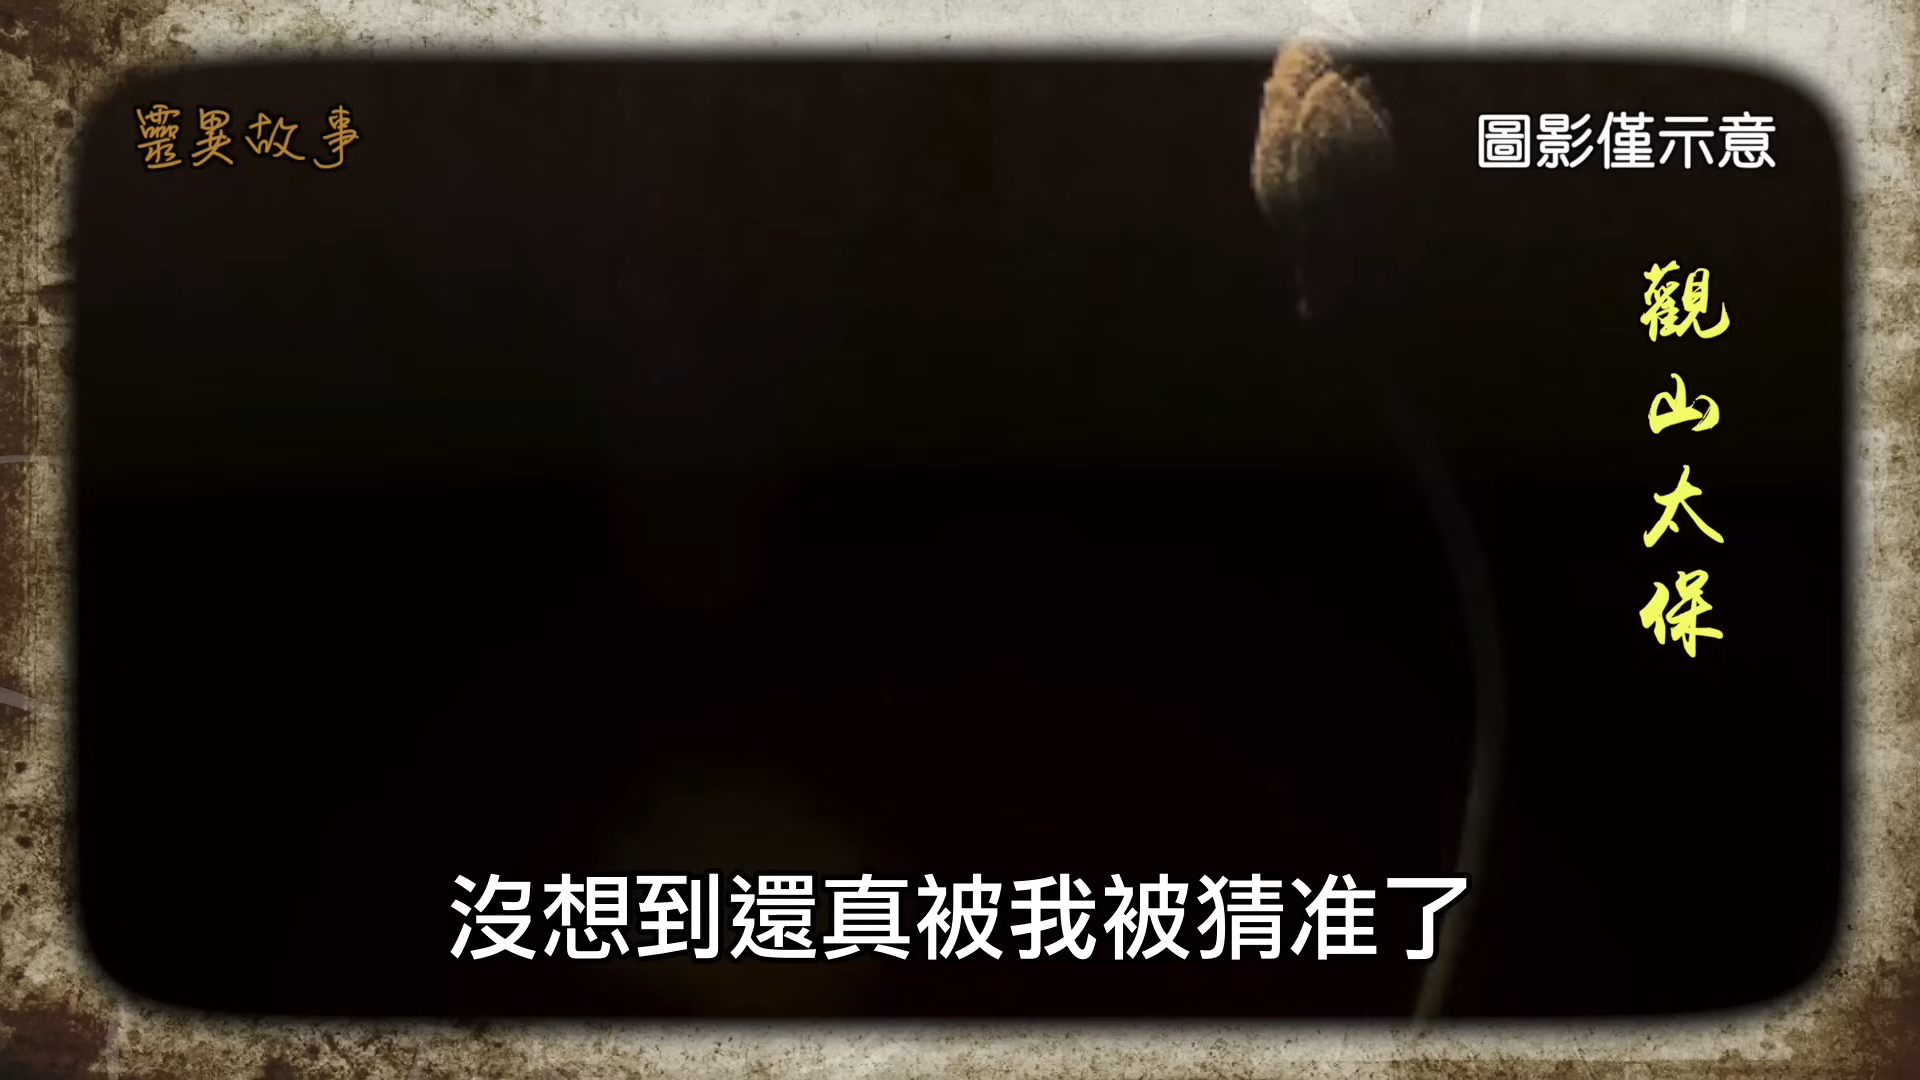 靈異故事
圖影僅示意
觀山太保
沒想到還真被我被猜准了